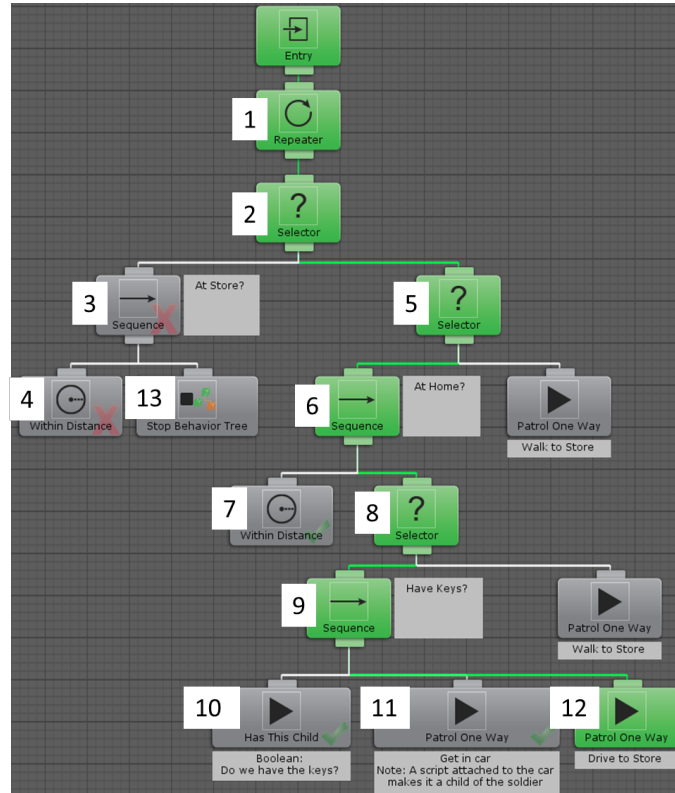 Entry
1
Repeater
2
?
Selector
3
Sequence
At Store?
5
?
Selector
4
Within Distance
13
Stop Behavior Tree
6
Sequence
At Home?
Patrol One Way
Walk to Store
7
Within Distance
8
?
Selector
9
Sequence
Have Keys?
Patrol One Way
Walk to Store
10
Has This Child
Boolean:
Do we have the keys?
11
Patrol One Way
Get in car
Note: A script attached to the car
makes it a child of the soldier
12
Patrol One Way
Drive to Store